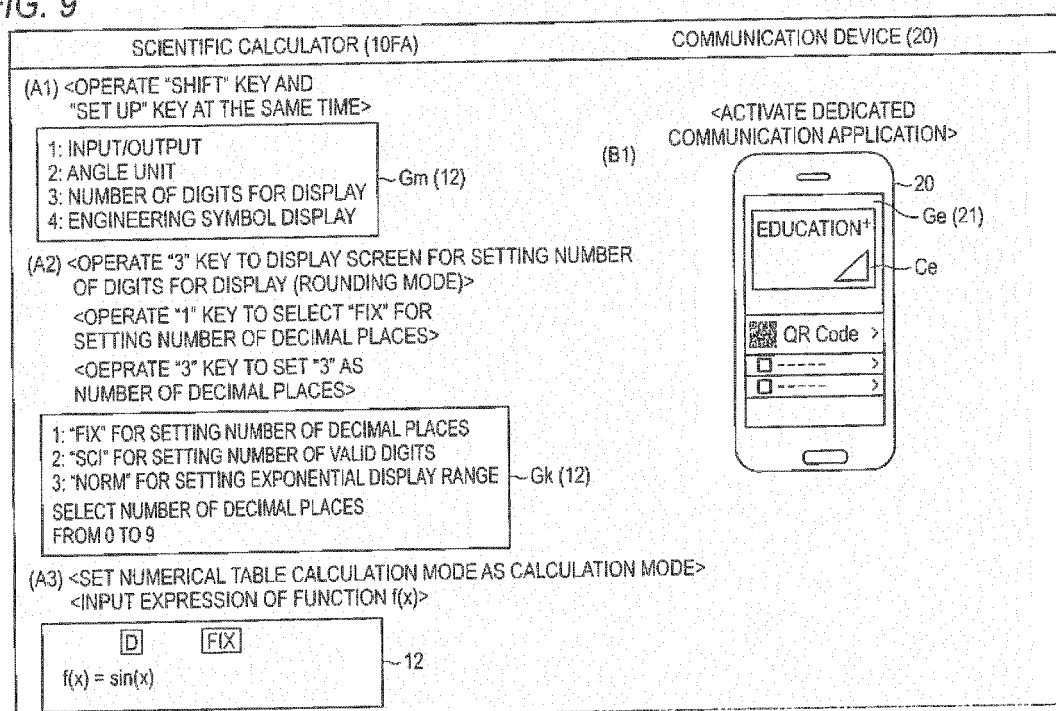 FIG. 9
SCIENTIFIC CALCULATOR (10FA)
COMMUNICATION DEVICE (20)
(A1) <OPERATE "SHIFT" KEY AND
"SET UP" KEY AT THE SAME TIME>
1: INPUT/OUTPUT
2: ANGLE UNIT
3: NUMBER OF DIGITS FOR DISPLAY
4: ENGINEERING SYMBOL DISPLAY
Gm (12)
(A2) <OPERATE "3" KEY TO DISPLAY SCREEN FOR SETTING NUMBER
OF DIGITS FOR DISPLAY (ROUNDING MODE)>
<OPERATE "1" KEY TO SELECT "FIX" FOR
SETTING NUMBER OF DECIMAL PLACES>
<OEPRATE "3" KEY TO SET "3" AS
NUMBER OF DECIMAL PLACES>
1: "FIX" FOR SETTING NUMBER OF DECIMAL PLACES
2: "SCI" FOR SETTING NUMBER OF VALID DIGITS
3: "NORM" FOR SETTING EXPONENTIAL DISPLAY RANGE
SELECT NUMBER OF DECIMAL PLACES
FROM 0 TO 9
Gk (12)
(A3) <SET NUMERICAL TABLE CALCULATION MODE AS CALCULATION MODE>
<INPUT EXPRESSION OF FUNCTION f(x)>
D FIX
f(x) = sin(x)
12
<ACTIVATE DEDICATED
COMMUNICATION APPLICATION>
(B1)
20
Ge (21)
EDUCATION+
Ce
QR Code >
----- >
----- >